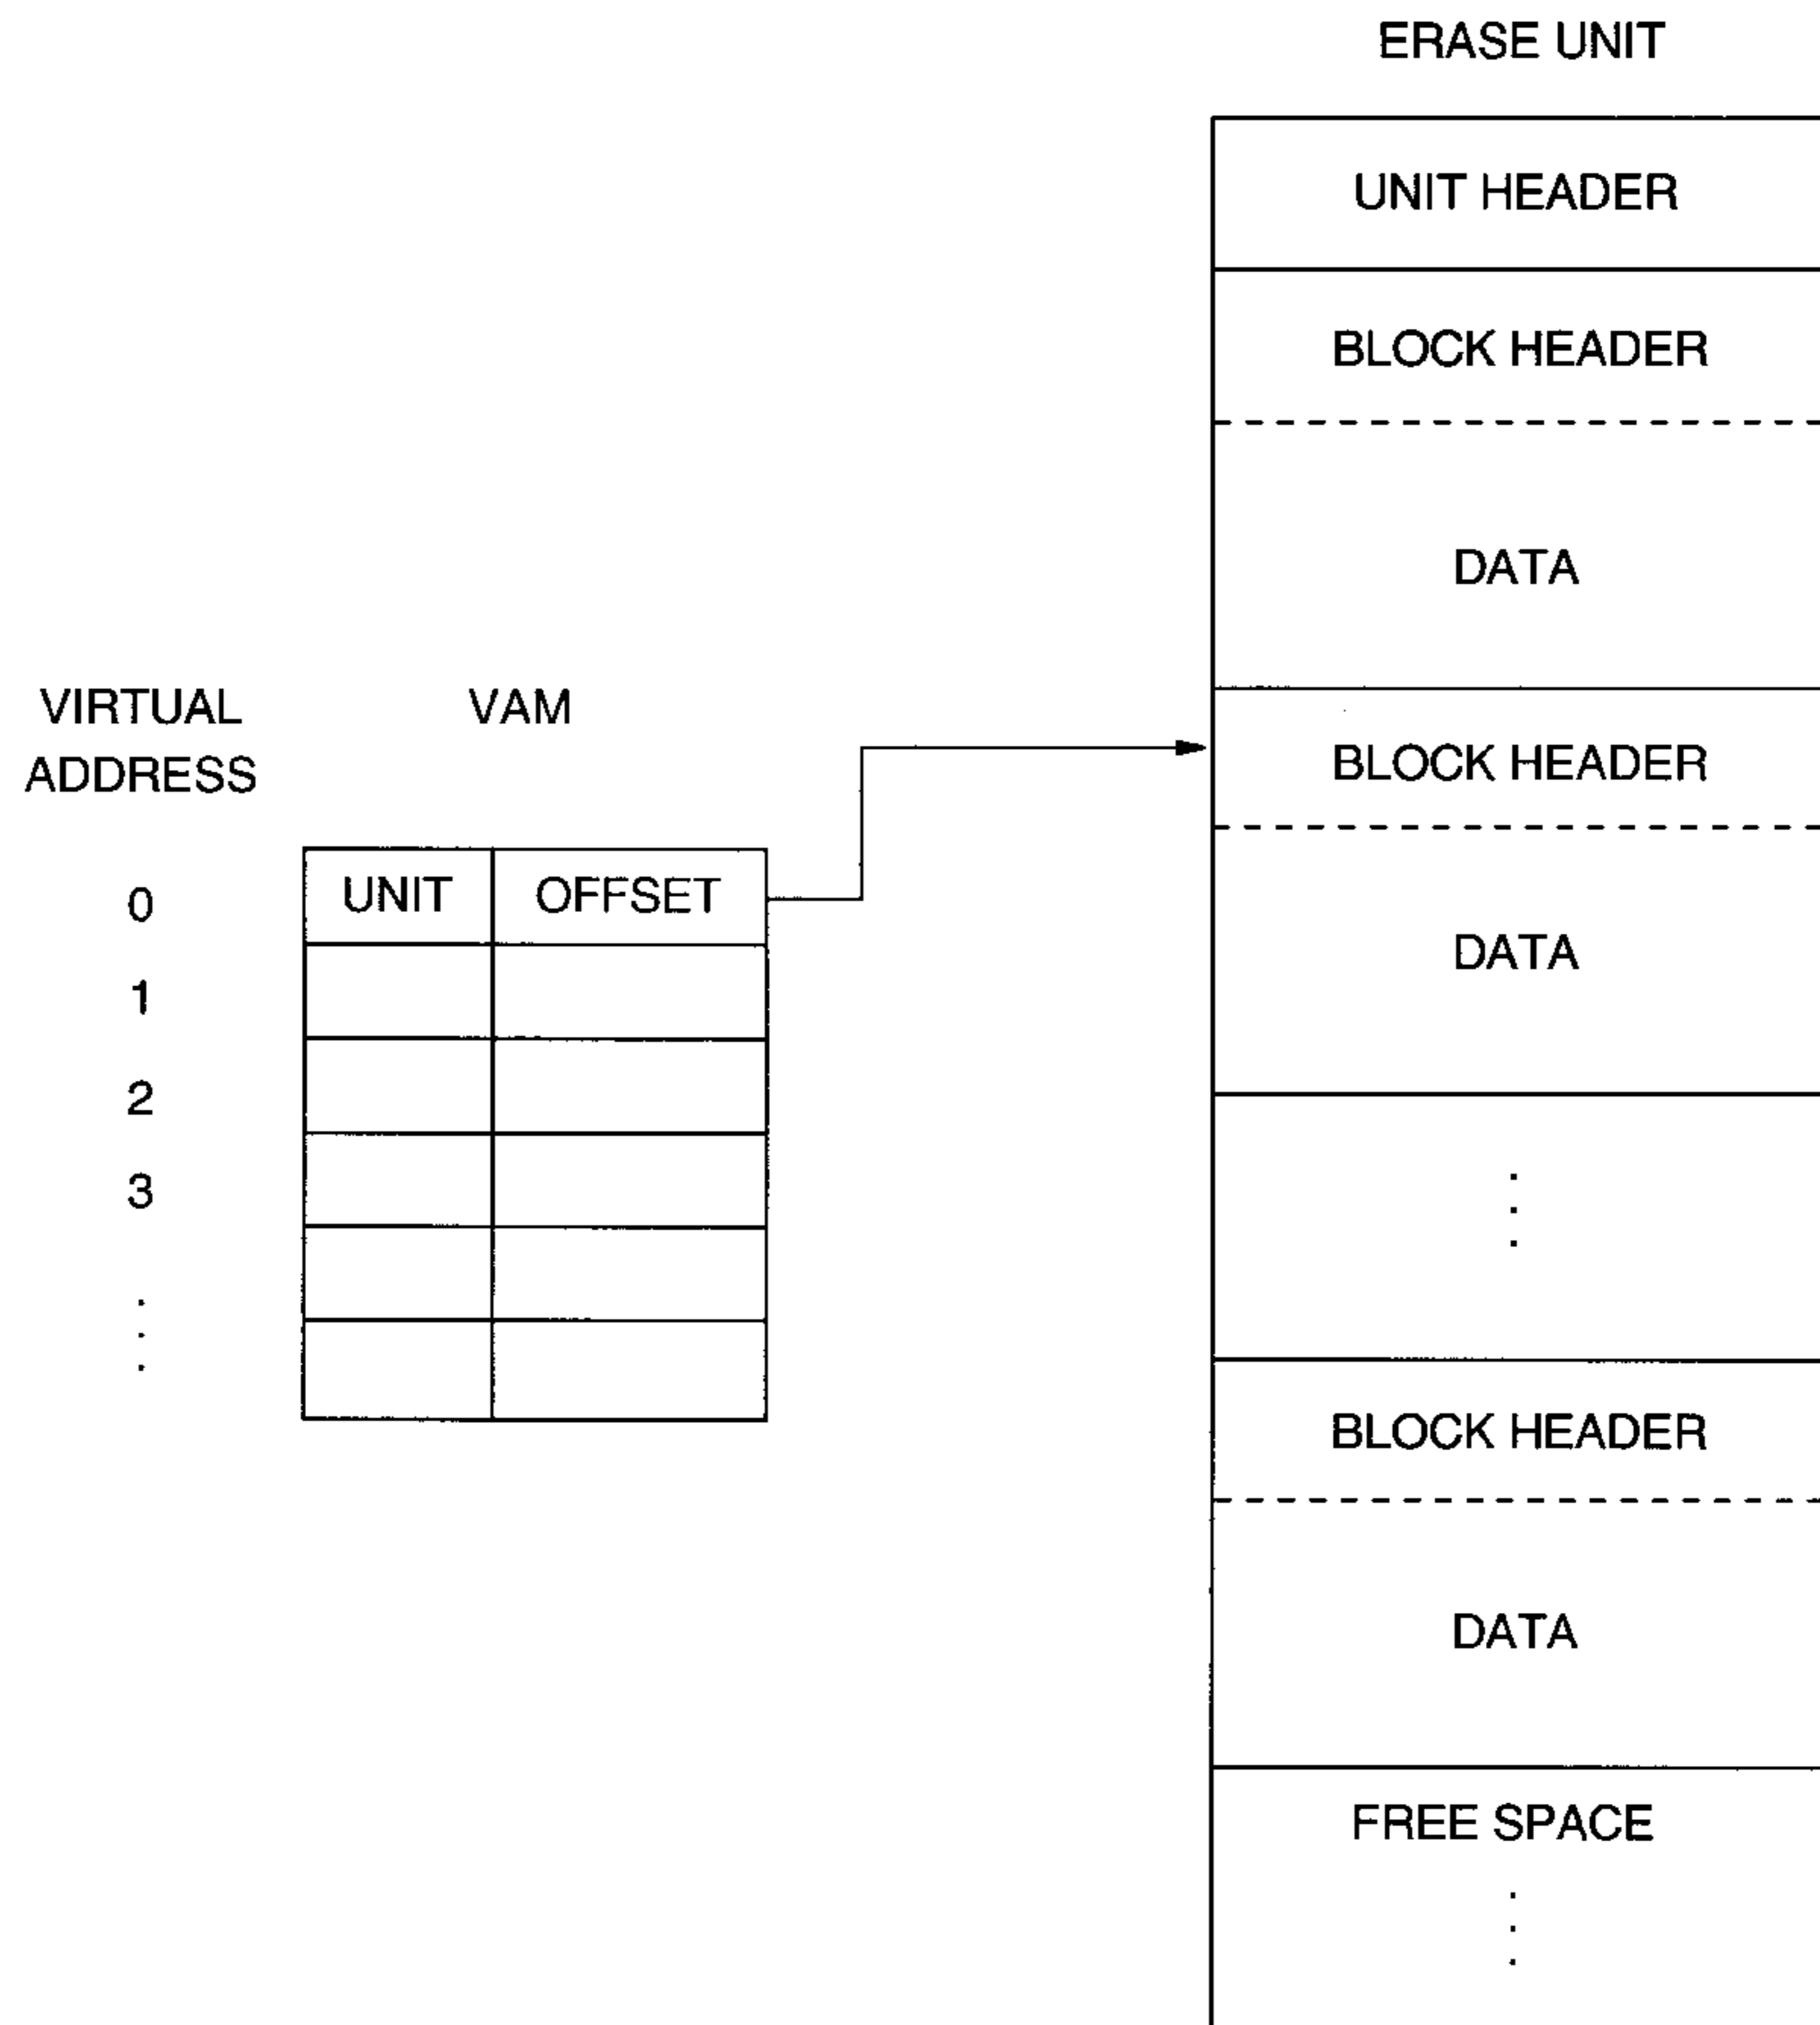 ERASE UNIT
UNIT HEADER
BLOCK HEADER
DATA
VIRTUAL
ADDRESS
VAM
BLOCK HEADER
0
UNIT
OFFSET
DATA
1
2
3
BLOCK HEADER
DATA
FREE SPACE